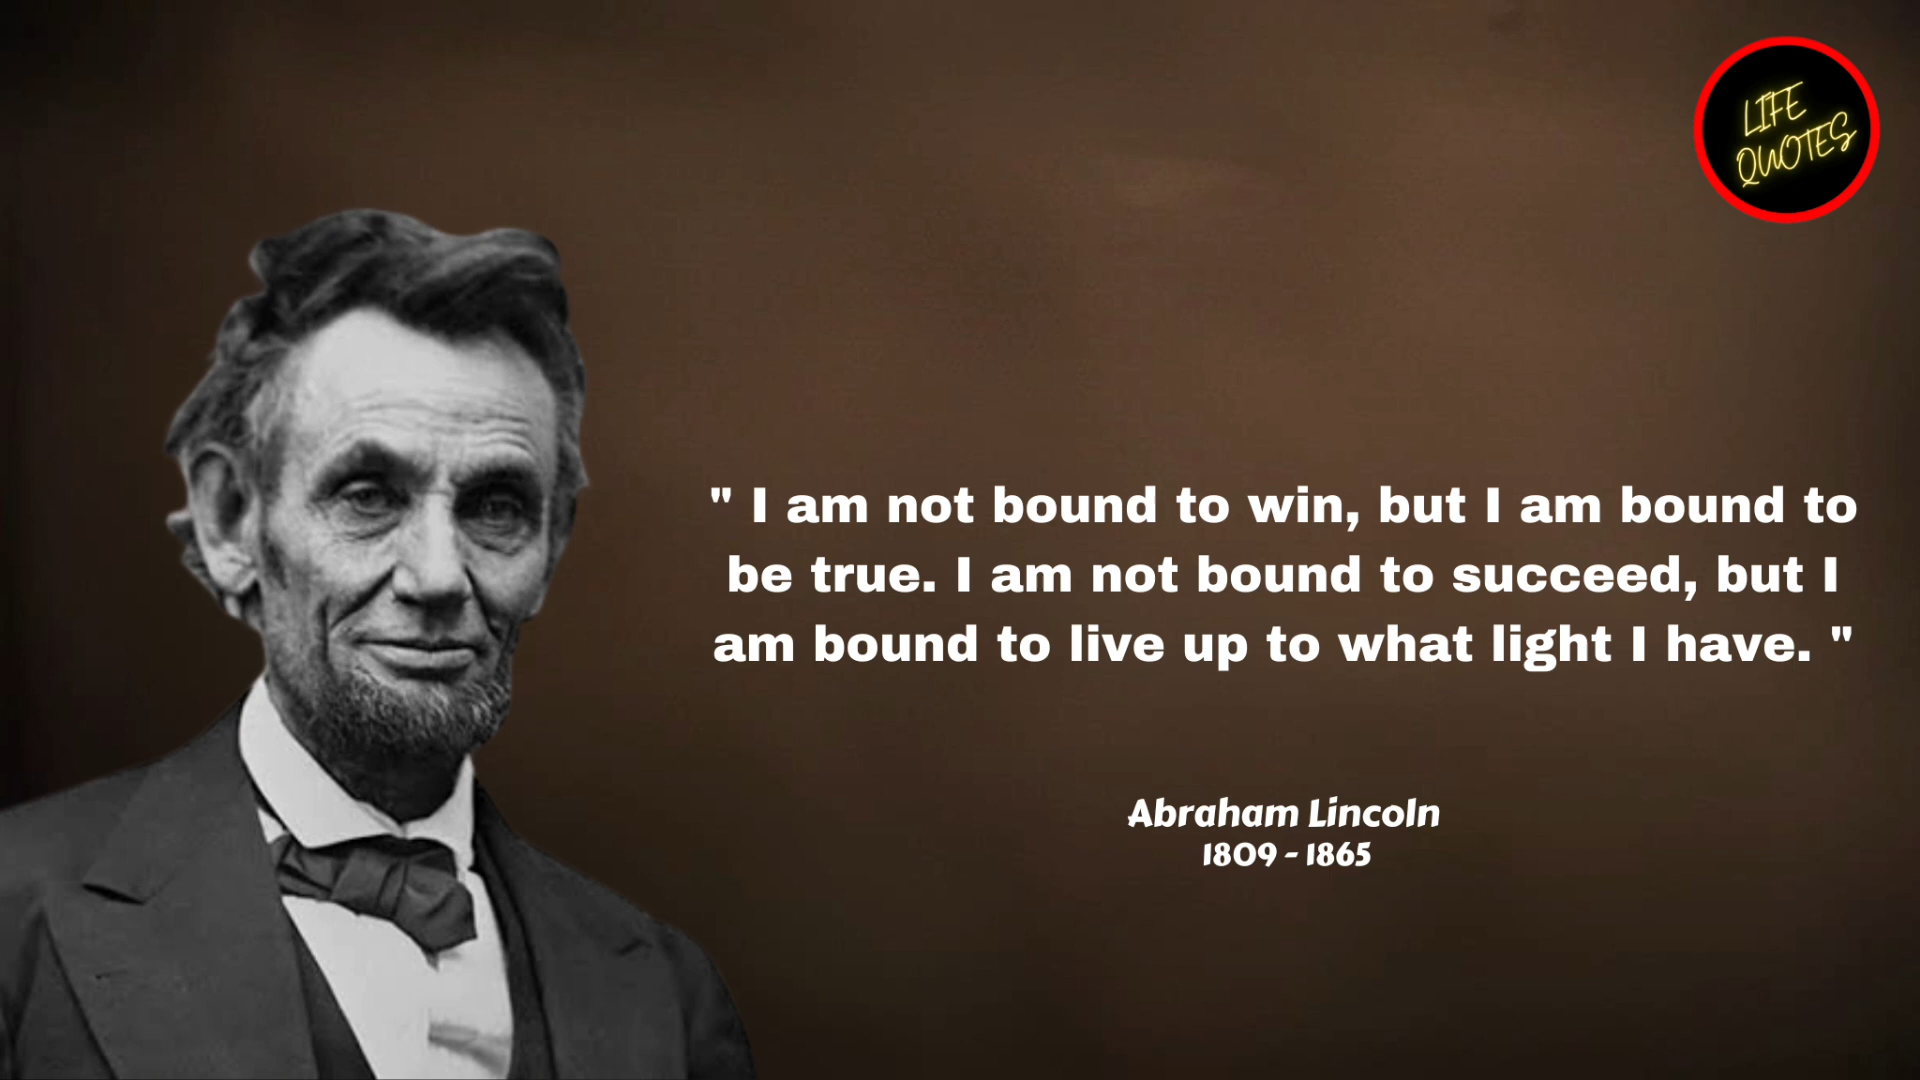 LIFE
QUOTES
" I am not bound to win, but I am bound to
be true. I am not bound to succeed, but I
am bound to live up to what light I have. "
Abraham Lincoln
1809 - 1865